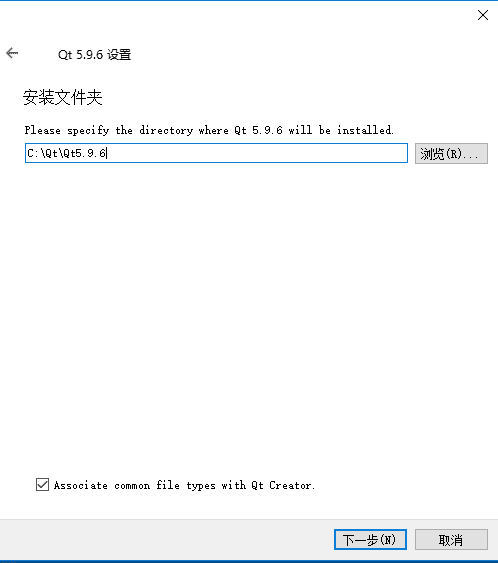 Qt 5.9.6 设置
安装文件夹
Please specify the directory where Qt 5.9.6 will be installed.
C:\Qt\Qt5.9.6
浏览(R)...
Associate common file types with Qt Creator.
下一步(N)
取消